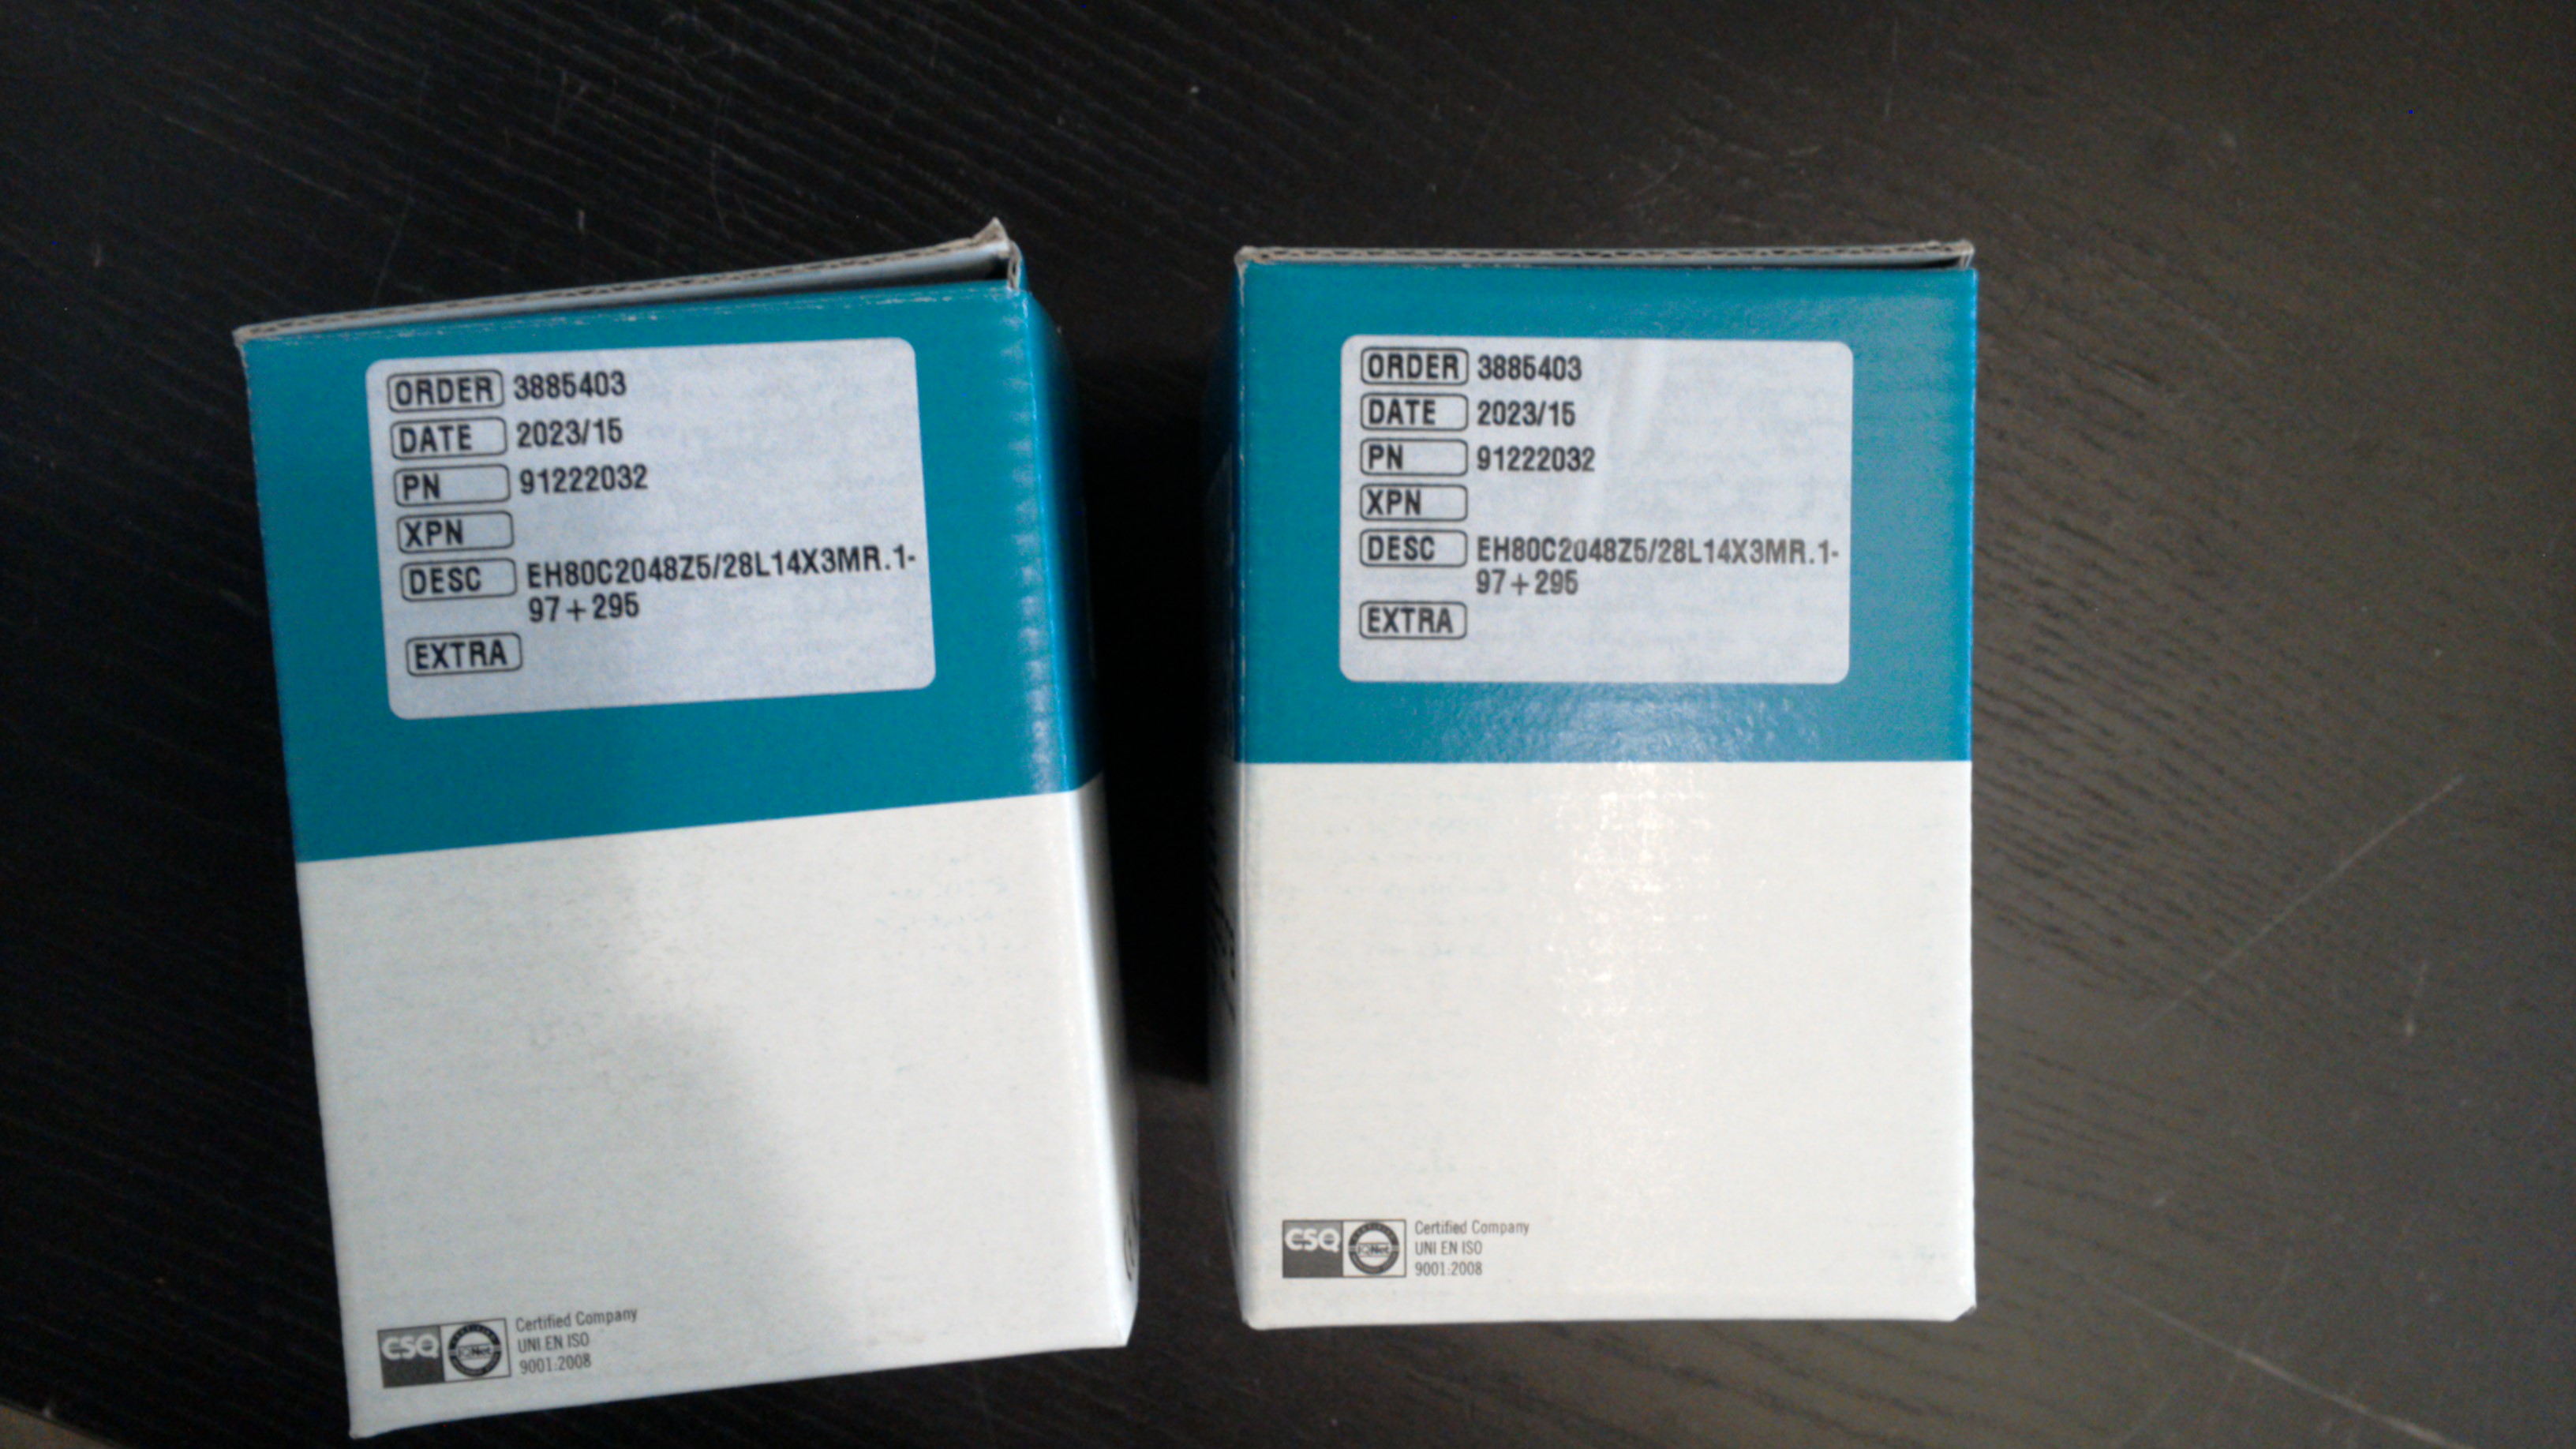 ORDER 3885403
DATE 2023/15
PN 91222032
XPN
DESC EH80C2048Z5/28L14X3MR.1-
97+295
EXTRA
CSQ IQNet Certified Company
UNI EN ISO
9001:2008
ORDER 3885403
DATE 2023/15
PN 91222032
XPN
DESC EH80C2048Z5/28L14X3MR.1-
97+295
EXTRA
CSQ IQNet Certified Company
UNI EN ISO
9001:2008